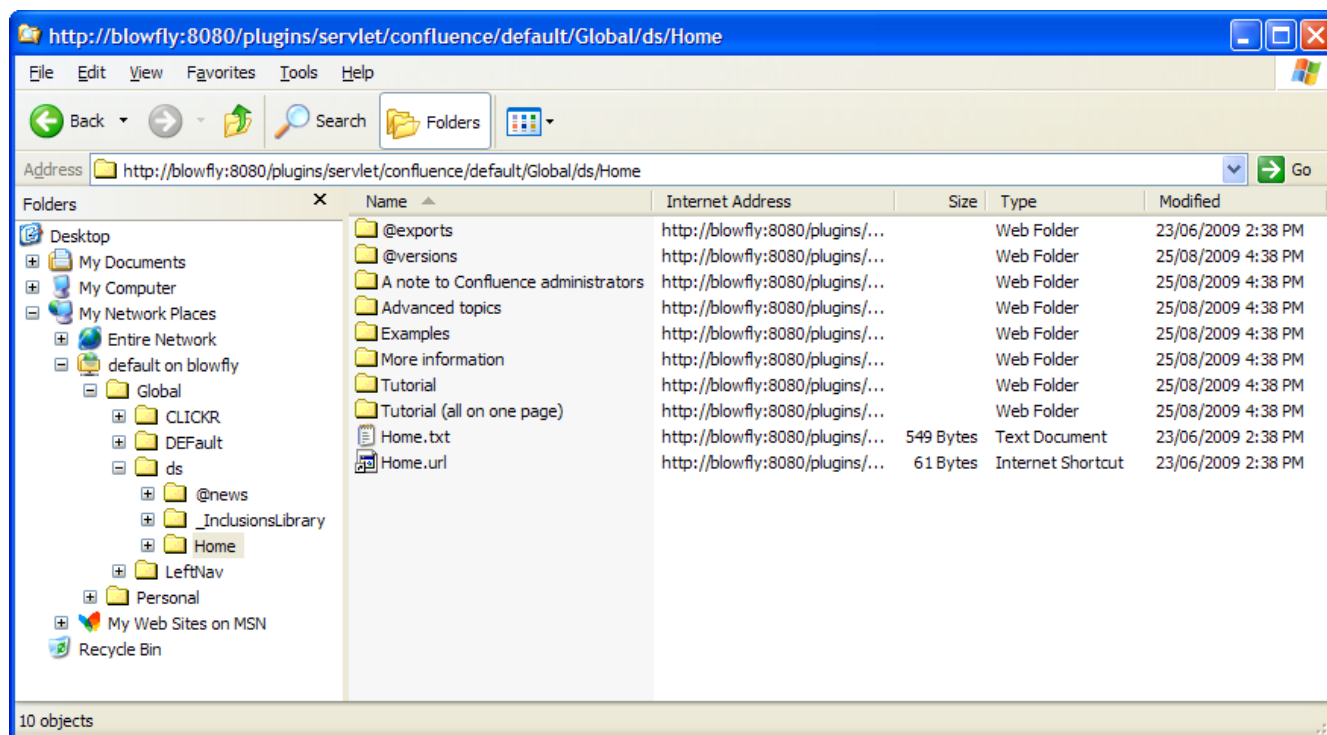 http://blowfly:8080/plugins/servlet/confluence/default/Global/ds/Home
File Edit View Favorites Tools Help
Back Search Folders
Address http://blowfly:8080/plugins/servlet/confluence/default/Global/ds/Home Go
Folders Name Internet Address Size Type Modified
Desktop
My Documents
My Computer
My Network Places
Entire Network
default on blowfly
Global
CLICKR
DEFault
ds
@news
_InclusionsLibrary
Home
LeftNav
Personal
My Web Sites on MSN
Recycle Bin
@exports http://blowfly:8080/plugins/... Web Folder 23/06/2009 2:38 PM
@versions http://blowfly:8080/plugins/... Web Folder 25/08/2009 4:38 PM
A note to Confluence administrators http://blowfly:8080/plugins/... Web Folder 25/08/2009 4:38 PM
Advanced topics http://blowfly:8080/plugins/... Web Folder 25/08/2009 4:38 PM
Examples http://blowfly:8080/plugins/... Web Folder 25/08/2009 4:38 PM
More information http://blowfly:8080/plugins/... Web Folder 25/08/2009 4:38 PM
Tutorial http://blowfly:8080/plugins/... Web Folder 25/08/2009 4:38 PM
Tutorial (all on one page) http://blowfly:8080/plugins/... Web Folder 25/08/2009 4:38 PM
Home.txt http://blowfly:8080/plugins/... 549 Bytes Text Document 23/06/2009 2:38 PM
Home.url http://blowfly:8080/plugins/... 61 Bytes Internet Shortcut 23/06/2009 2:38 PM
10 objects